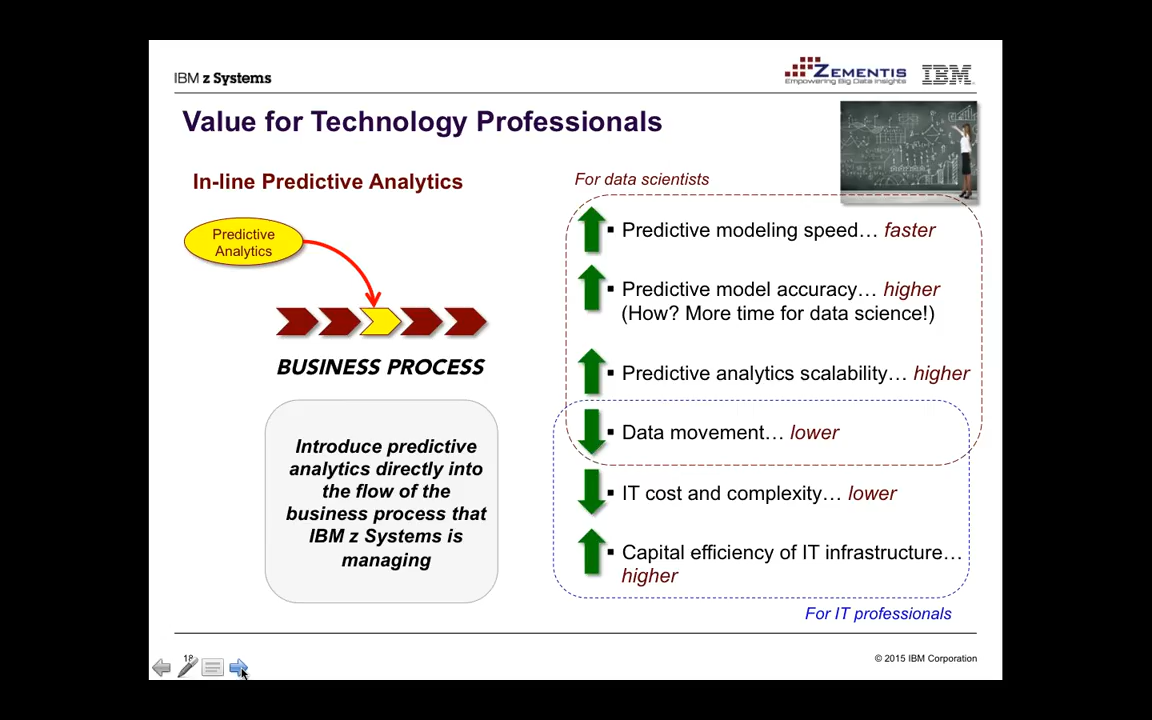 IBM z Systems
ZEMENTIS
Empowering Big Data Insights
IBM
Value for Technology Professionals
In-line Predictive Analytics
Predictive
Analytics
BUSINESS PROCESS
Introduce predictive
analytics directly into
the flow of the
business process that
IBM z Systems is
managing
For data scientists
▪ Predictive modeling speed… faster
▪ Predictive model accuracy… higher
(How? More time for data science!)
▪ Predictive analytics scalability… higher
▪ Data movement… lower
▪ IT cost and complexity… lower
▪ Capital efficiency of IT infrastructure…
higher
For IT professionals
18
© 2015 IBM Corporation